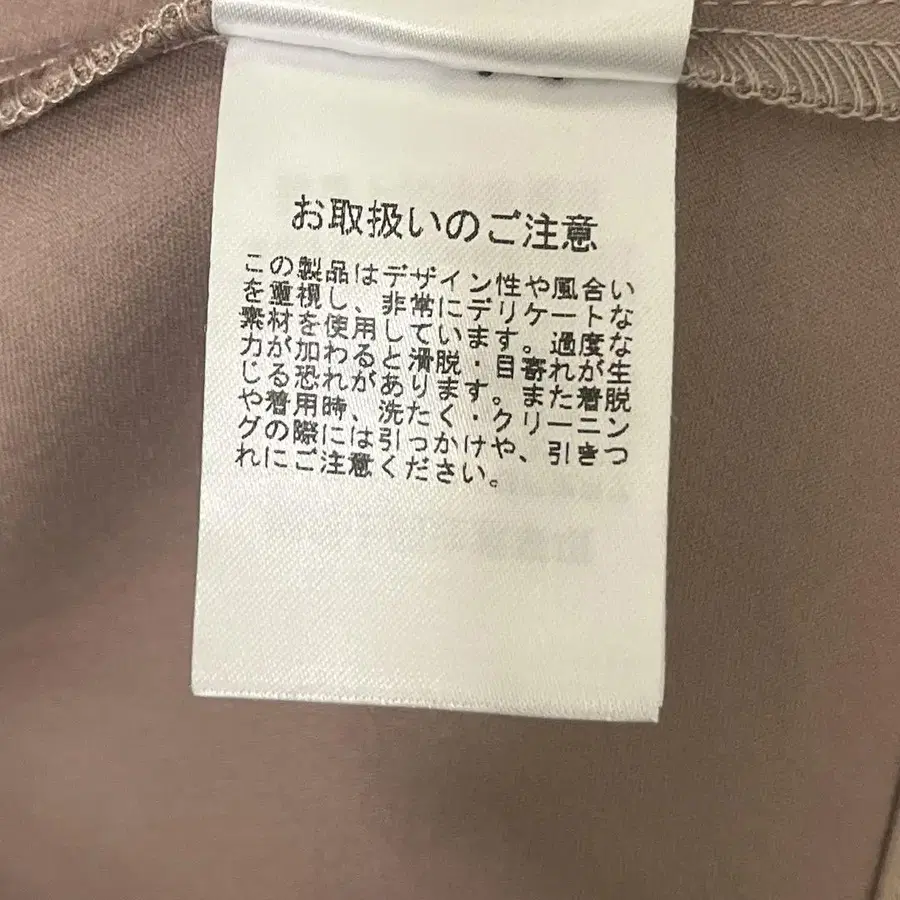 お取扱いのご注意
この製品はデザイン性や風合い
を重視し、非常にデリケートな
素材を使用しています。過度な
力が加わると滑脱・目寄れが生
じる恐れがあります。また着脱
や着用時、洗たく・クリーニン
グの際には引っかけや、引きつ
れにご注意ください。